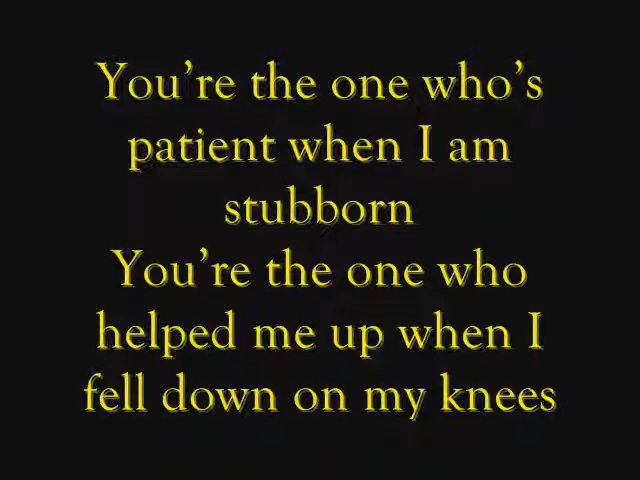 You’re the one who’s
patient when I am
stubborn
You’re the one who
helped me up when I
fell down on my knees